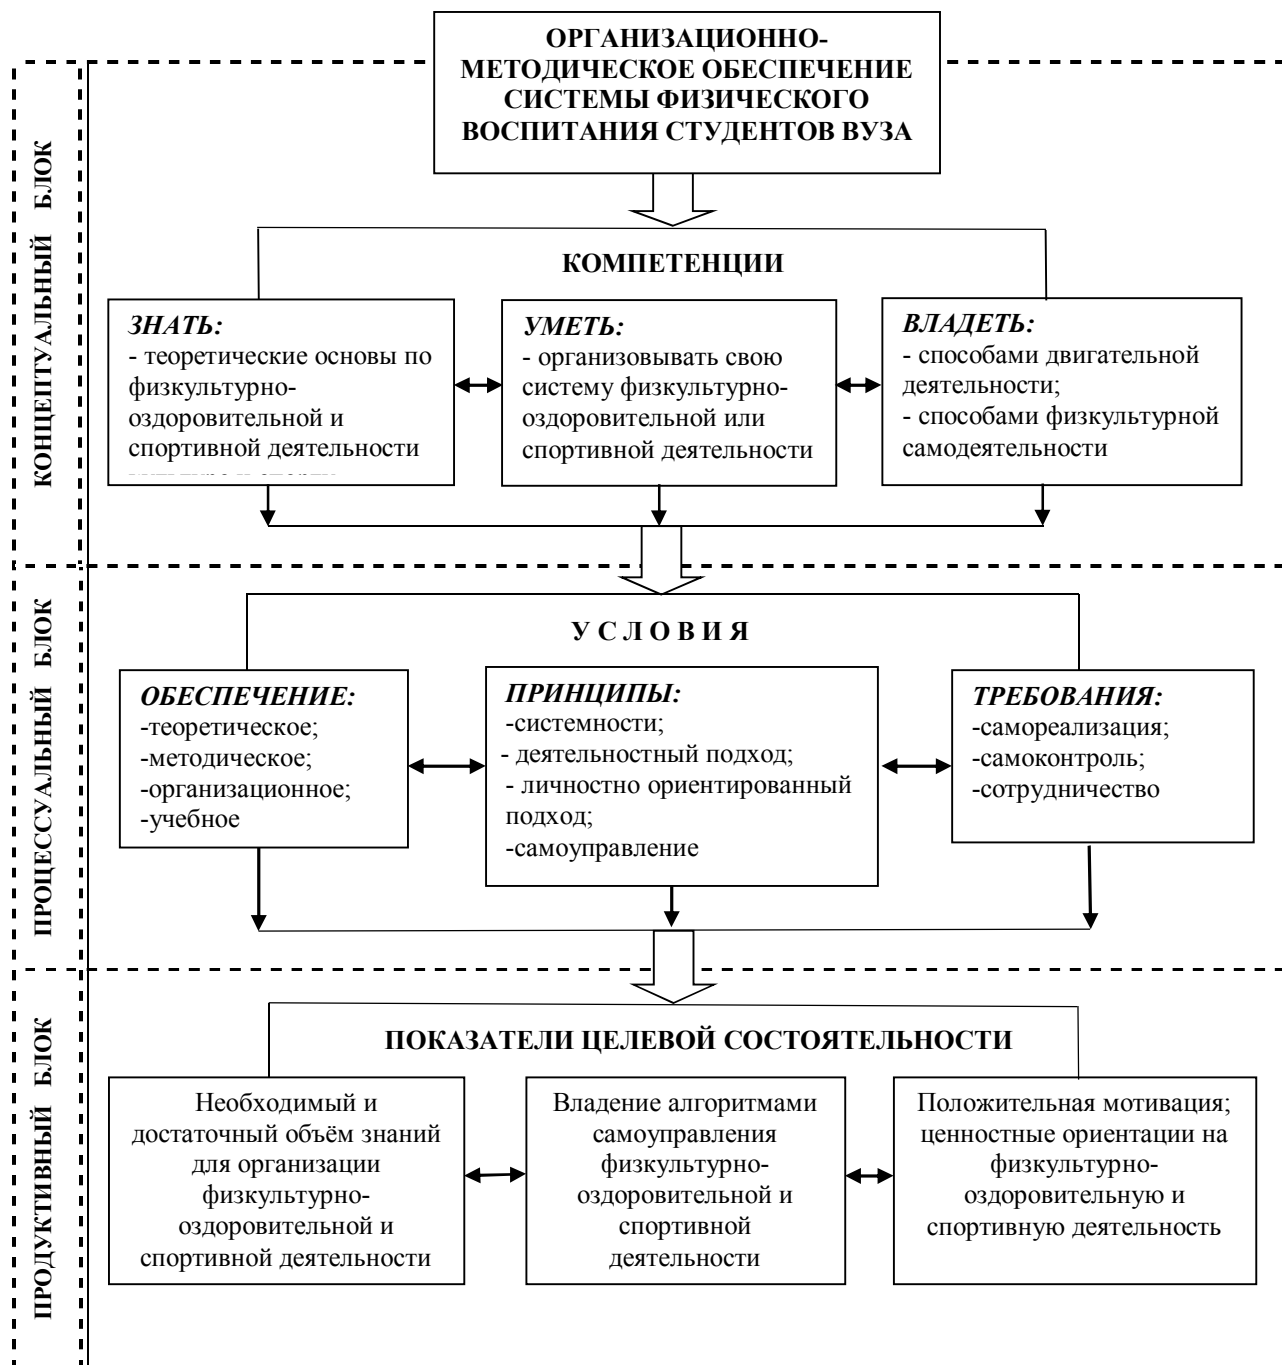 ОРГАНИЗАЦИОННО-
МЕТОДИЧЕСКОЕ ОБЕСПЕЧЕНИЕ
СИСТЕМЫ ФИЗИЧЕСКОГО
ВОСПИТАНИЯ СТУДЕНТОВ ВУЗА
КОНЦЕПТУАЛЬНЫЙ БЛОК
КОМПЕТЕНЦИИ
ЗНАТЬ:
- теоретические основы по
физкультурно-
оздоровительной и
спортивной деятельности
УМЕТЬ:
- организовывать свою
систему физкультурно-
оздоровительной или
спортивной деятельности
ВЛАДЕТЬ:
- способами двигательной
деятельности;
- способами физкультурной
самодеятельности
ПРОЦЕССУАЛЬНЫЙ БЛОК
У С Л О В И Я
ОБЕСПЕЧЕНИЕ:
-теоретическое;
-методическое;
-организационное;
-учебное
ПРИНЦИПЫ:
-системности;
- деятельностный подход;
- личностно ориентированный
подход;
-самоуправление
ТРЕБОВАНИЯ:
-самореализация;
-самоконтроль;
-сотрудничество
ПРОДУКТИВНЫЙ БЛОК
ПОКАЗАТЕЛИ ЦЕЛЕВОЙ СОСТОЯТЕЛЬНОСТИ
Необходимый и
достаточный объём знаний
для организации
физкультурно-
оздоровительной и
спортивной деятельности
Владение алгоритмами
самоуправления
физкультурно-
оздоровительной и
спортивной
деятельности
Положительная мотивация;
ценностные ориентации на
физкультурно-
оздоровительную и
спортивную деятельность